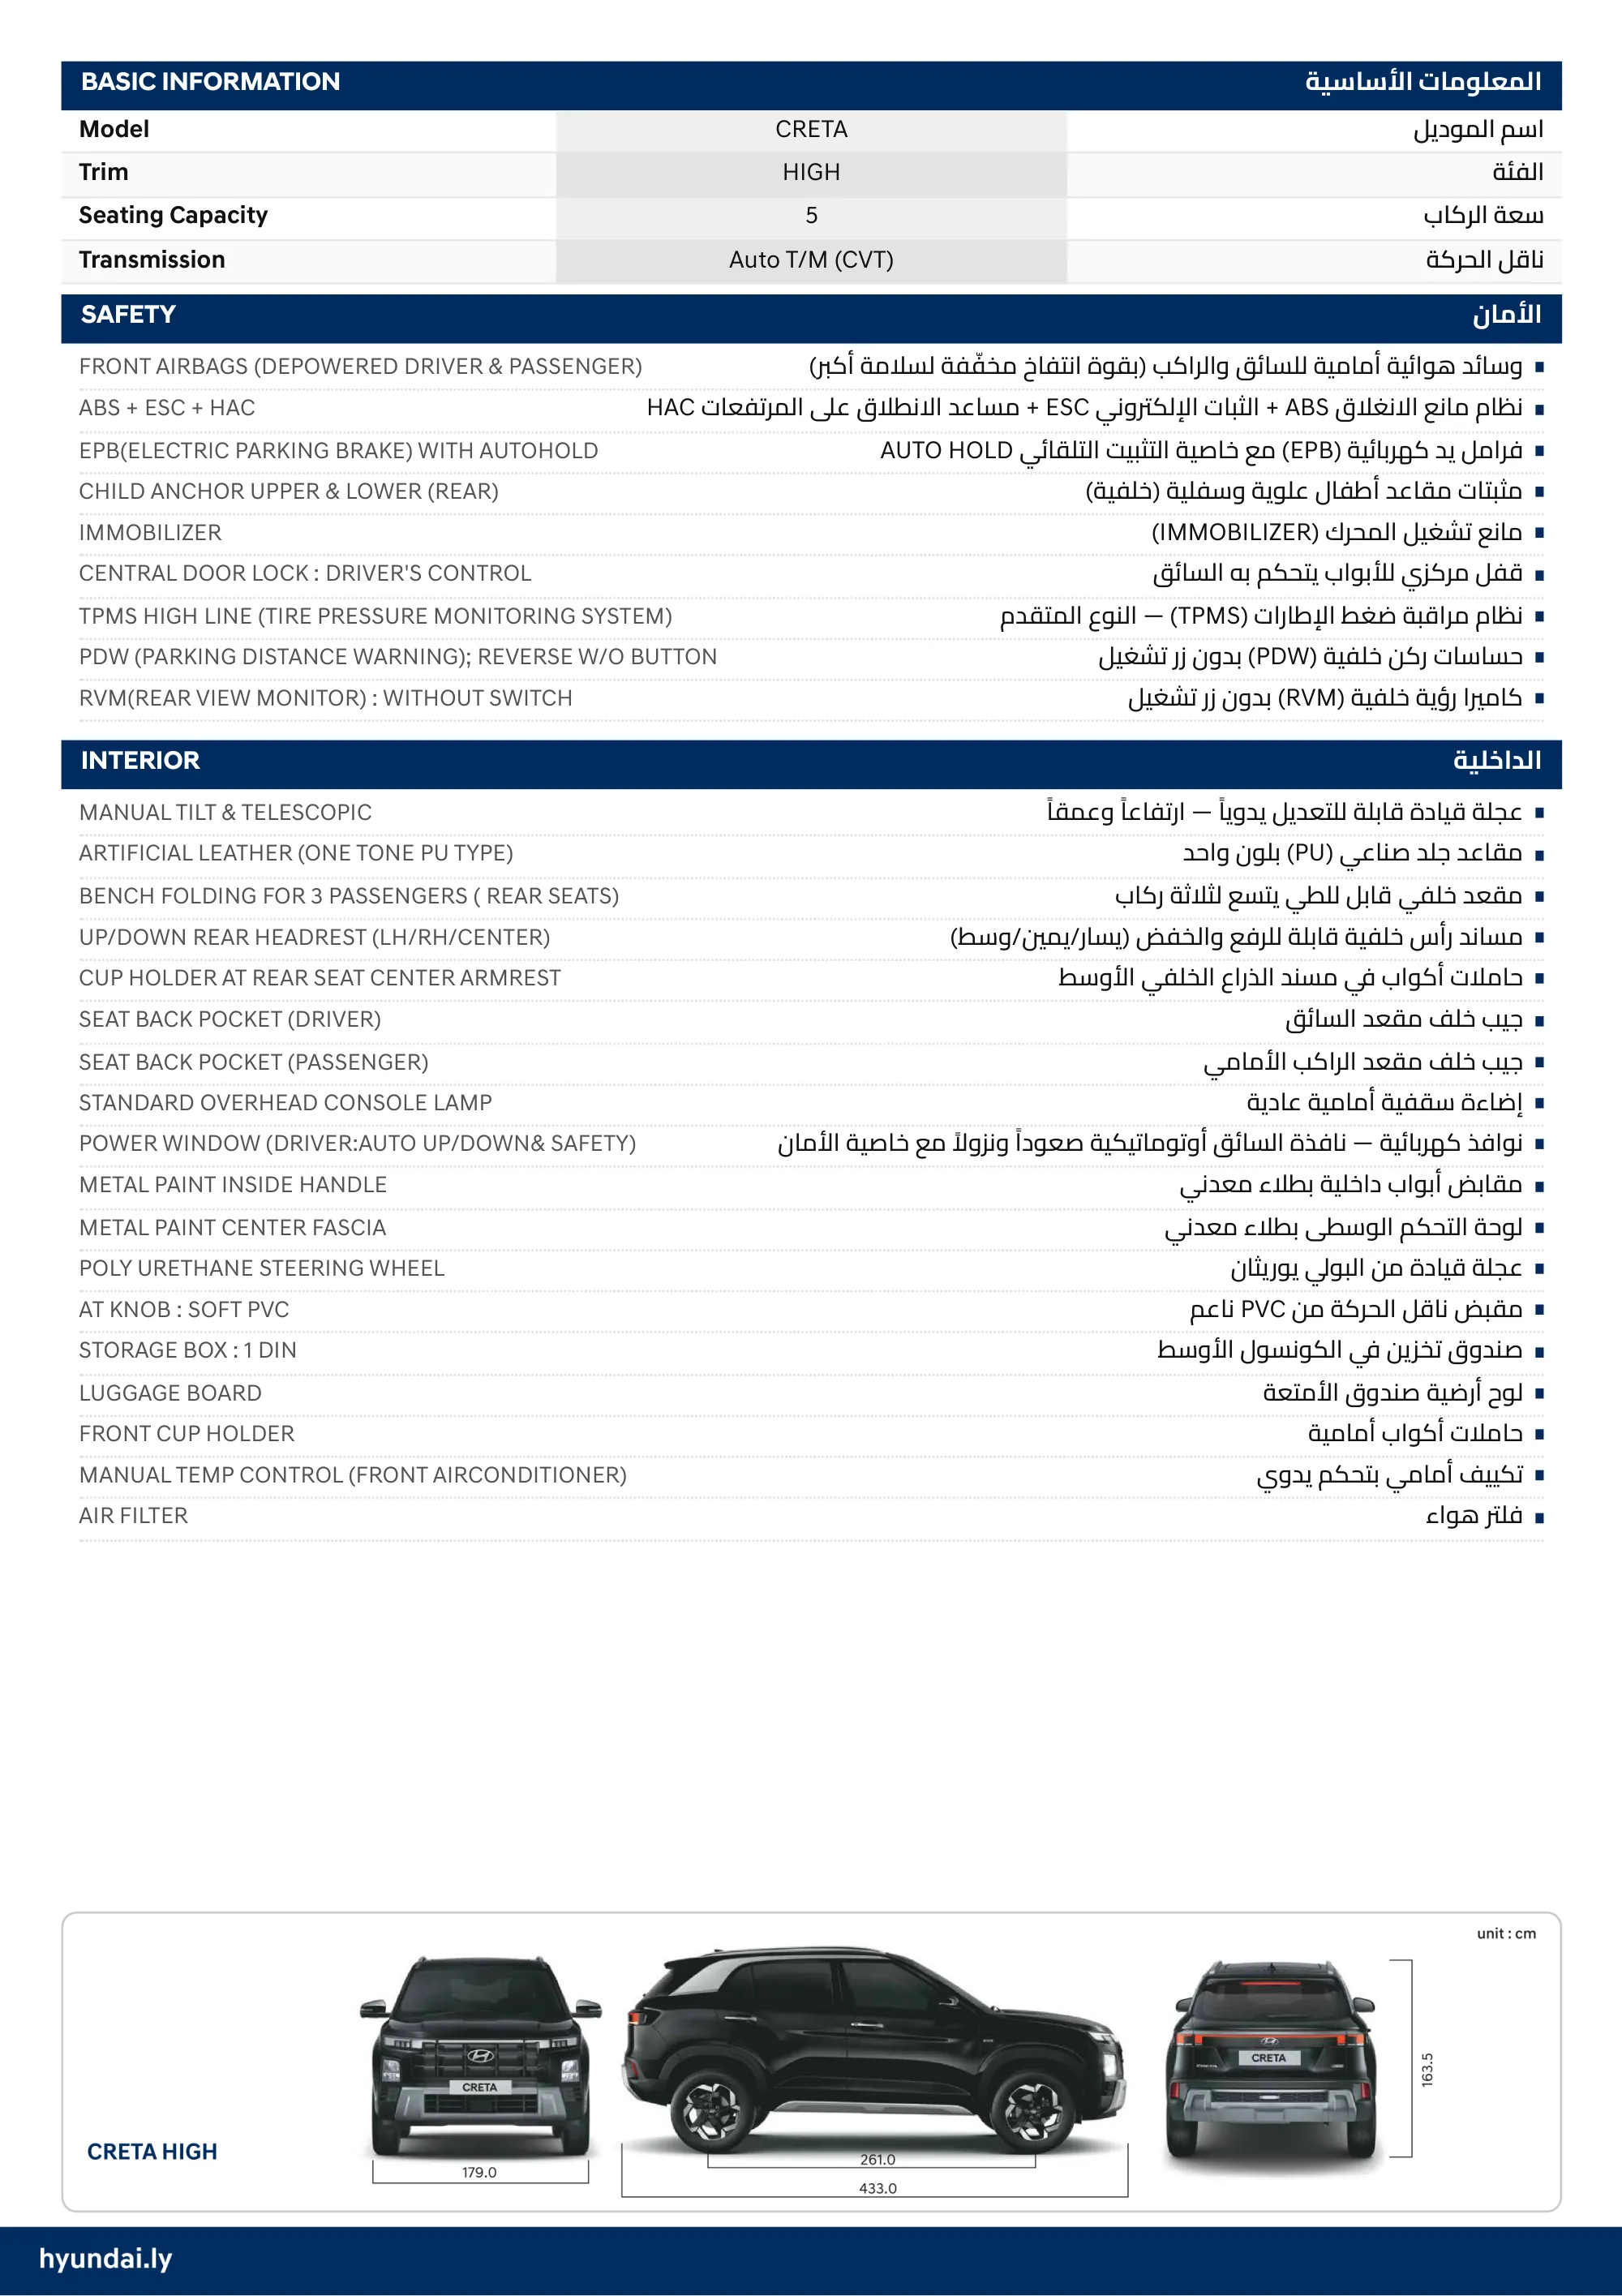 BASIC INFORMATION المعلومات الأساسية
Model CRETA اسم الموديل
Trim HIGH الفئة
Seating Capacity 5 سعة الركاب
Transmission Auto T/M (CVT) ناقل الحركة
SAFETY الأمان
FRONT AIRBAGS (DEPOWERED DRIVER & PASSENGER) وسائد هوائية أمامية للسائق والراكب (بقوة انتفاخ مخفّفة لسلامة أكبر)
ABS + ESC + HAC نظام مانع الانغلاق ABS + الثبات الإلكتروني ESC + مساعد الانطلاق على المرتفعات HAC
EPB(ELECTRIC PARKING BRAKE) WITH AUTOHOLD فرامل يد كهربائية (EPB) مع خاصية التثبيت التلقائي AUTO HOLD
CHILD ANCHOR UPPER & LOWER (REAR) مثبتات مقاعد أطفال علوية وسفلية (خلفية)
IMMOBILIZER مانع تشغيل المحرك (IMMOBILIZER)
CENTRAL DOOR LOCK : DRIVER'S CONTROL قفل مركزي للأبواب يتحكم به السائق
TPMS HIGH LINE (TIRE PRESSURE MONITORING SYSTEM) نظام مراقبة ضغط الإطارات (TPMS) — النوع المتقدم
PDW (PARKING DISTANCE WARNING); REVERSE W/O BUTTON حساسات ركن خلفية (PDW) بدون زر تشغيل
RVM(REAR VIEW MONITOR) : WITHOUT SWITCH كاميرا رؤية خلفية (RVM) بدون زر تشغيل
INTERIOR الداخلية
MANUAL TILT & TELESCOPIC عجلة قيادة قابلة للتعديل يدوياً — ارتفاعاً وعمقاً
ARTIFICIAL LEATHER (ONE TONE PU TYPE) مقاعد جلد صناعي (PU) بلون واحد
BENCH FOLDING FOR 3 PASSENGERS ( REAR SEATS) مقعد خلفي قابل للطي يتسع لثلاثة ركاب
UP/DOWN REAR HEADREST (LH/RH/CENTER) مساند رأس خلفية قابلة للرفع والخفض (يسار/يمين/وسط)
CUP HOLDER AT REAR SEAT CENTER ARMREST حاملات أكواب في مسند الذراع الخلفي الأوسط
SEAT BACK POCKET (DRIVER) جيب خلف مقعد السائق
SEAT BACK POCKET (PASSENGER) جيب خلف مقعد الراكب الأمامي
STANDARD OVERHEAD CONSOLE LAMP إضاءة سقفية أمامية عادية
POWER WINDOW (DRIVER:AUTO UP/DOWN& SAFETY) نوافذ كهربائية — نافذة السائق أوتوماتيكية صعوداً ونزولاً مع خاصية الأمان
METAL PAINT INSIDE HANDLE مقابض أبواب داخلية بطلاء معدني
METAL PAINT CENTER FASCIA لوحة التحكم الوسطى بطلاء معدني
POLY URETHANE STEERING WHEEL عجلة قيادة من البولي يوريثان
AT KNOB : SOFT PVC مقبض ناقل الحركة من PVC ناعم
STORAGE BOX : 1 DIN صندوق تخزين في الكونسول الأوسط
LUGGAGE BOARD لوح أرضية صندوق الأمتعة
FRONT CUP HOLDER حاملات أكواب أمامية
MANUAL TEMP CONTROL (FRONT AIRCONDITIONER) تكييف أمامي بتحكم يدوي
AIR FILTER فلتر هواء
unit : cm
CRETA
CRETA
163.5
CRETA HIGH
179.0
261.0
433.0
hyundai.ly